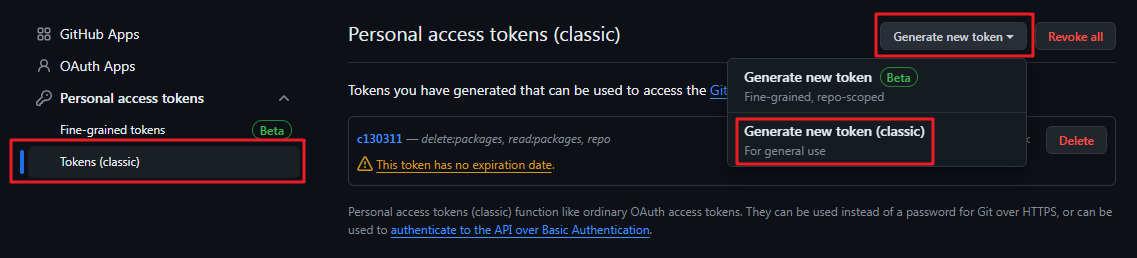 GitHub Apps
OAuth Apps
Personal access tokens
Fine-grained tokens Beta
Tokens (classic)
Personal access tokens (classic)
Generate new token
Revoke all
Generate new token Beta
Fine-grained, repo-scoped
Generate new token (classic)
For general use
Tokens you have generated that can be used to access the Git
c130311 — delete:packages, read:packages, repo
Delete
This token has no expiration date.
Personal access tokens (classic) function like ordinary OAuth access tokens. They can be used instead of a password for Git over HTTPS, or can be
used to authenticate to the API over Basic Authentication.